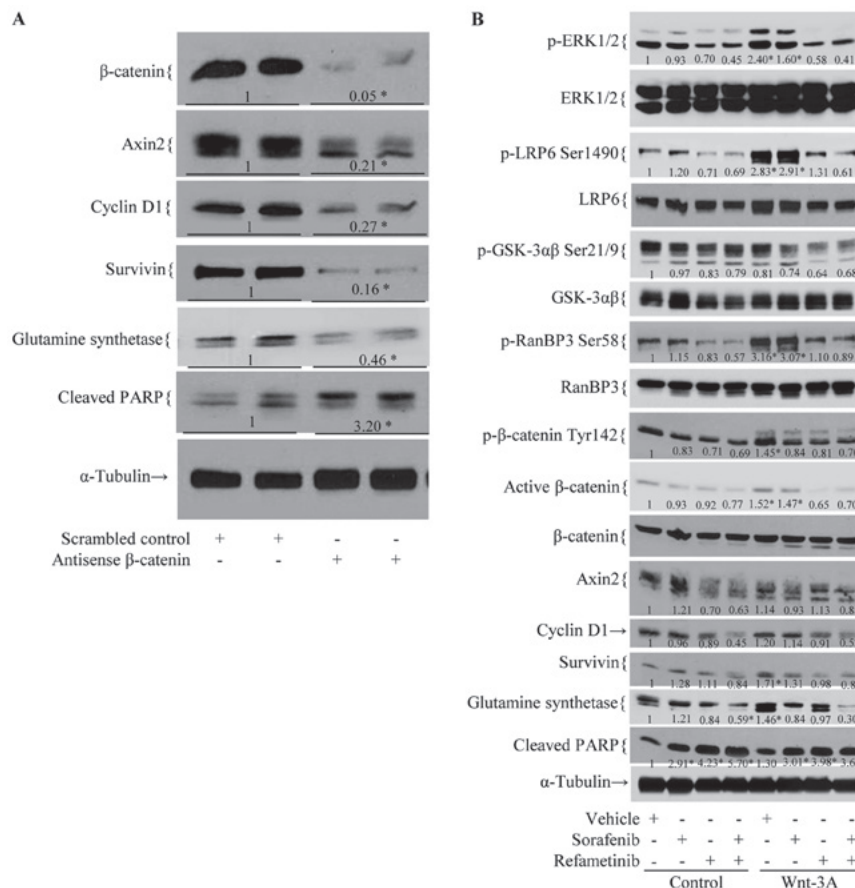 A
β-catenin{
1 0.05 *
Axin2{
1 0.21 *
Cyclin D1{
1 0.27 *
Survivin{
1 0.16 *
Glutamine synthetase{
1 0.46 *
Cleaved PARP{
1 3.20 *
α-Tubulin→
Scrambled control + + - -
Antisense β-catenin - - + +
B
p-ERK1/2{
1 0.93 0.70 0.45 2.40* 1.60* 0.58 0.41
ERK1/2{
p-LRP6 Ser1490{
1 1.20 0.71 0.69 2.83* 2.91* 1.31 0.61
LRP6{
p-GSK-3αβ Ser21/9{
1 0.97 0.83 0.79 0.81 0.74 0.64 0.68
GSK-3αβ{
p-RanBP3 Ser58{
1 1.15 0.83 0.57 3.16* 3.07* 1.10 0.89
RanBP3{
p-β-catenin Tyr142{
1 0.83 0.71 0.69 1.45* 0.84 0.81
Active β-catenin{
1 0.93 0.92 0.77 1.52* 1.47* 0.65 0.70
β-catenin{
Axin2{
1 1.21 0.70 0.63 1.14 0.93 1.13
Cyclin D1→
1 0.96 0.89 0.45 1.20 1.14 0.91
Survivin{
1 1.28 1.11 0.84 1.71* 1.31 0.98
Glutamine synthetase{
1 1.21 0.84 0.59* 1.46* 0.84 0.97
Cleaved PARP{
1 2.91* 4.23* 5.70* 1.30 3.01* 3.98*
α-Tubulin→
Vehicle + - - - + - - -
Sorafenib - + - + - + - +
Refametinib - - + + - - + +
Control Wnt-3A